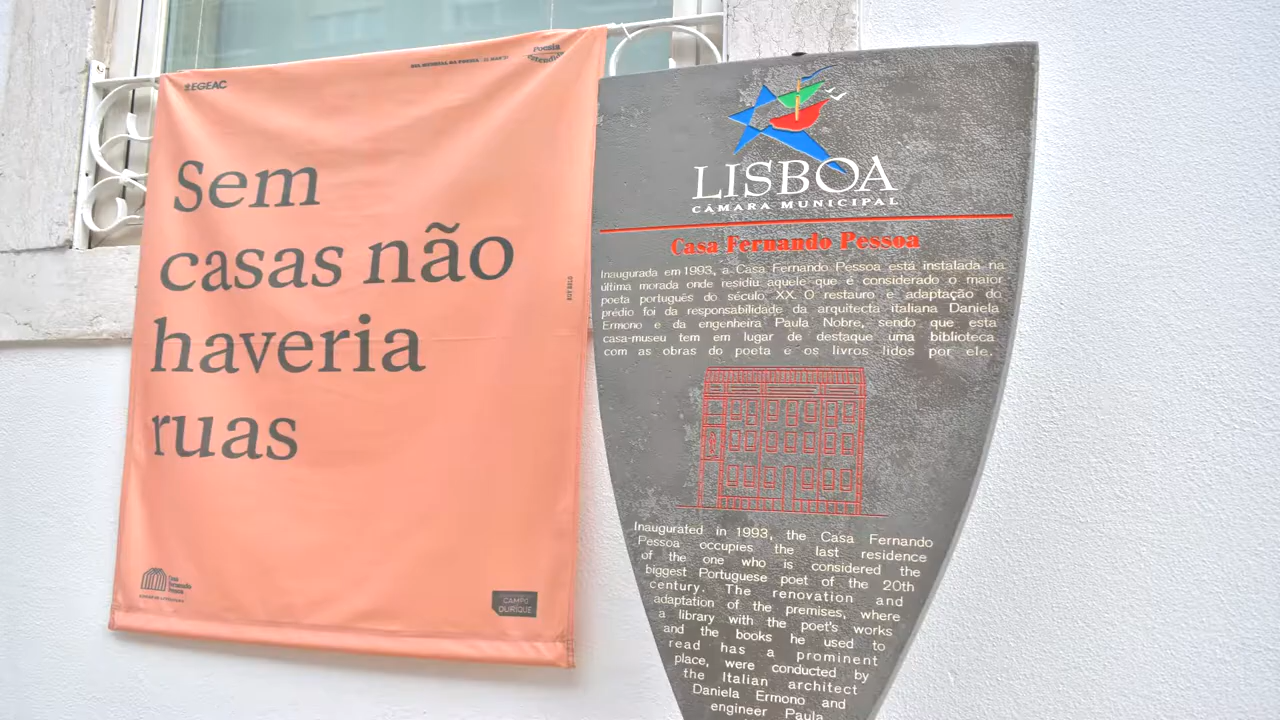 EGEAC
DIA MUNDIAL DA POESIA
Poesia
estendida
Sem
casas não
haveria
ruas
RUY BELO
Casa
Fernando
Pessoa
CAMPO
OURIQUE
LISBOA
CÂMARA MUNICIPAL
Casa Fernando Pessoa
Inaugurada em 1993, a Casa Fernando Pessoa está instalada na
última morada onde residiu aquele que é considerado o maior
poeta português do século XX. O restauro e adaptação do
prédio foi da responsabilidade da arquitecta italiana Daniela
Ermono e da engenheira Paula Nobre, sendo que esta
casa-museu tem em lugar de destaque uma biblioteca
com as obras do poeta e os livros lidos por ele.
Inaugurated in 1993, the Casa Fernando
Pessoa occupies the last residence
of the one who is considered the
biggest Portuguese poet of the 20th
century. The renovation and
adaptation of the premises, where
a library with the poet's works
and the books he used to
read has a prominent
place, were conducted by
the Italian architect
Daniela Ermono and
engineer Paula